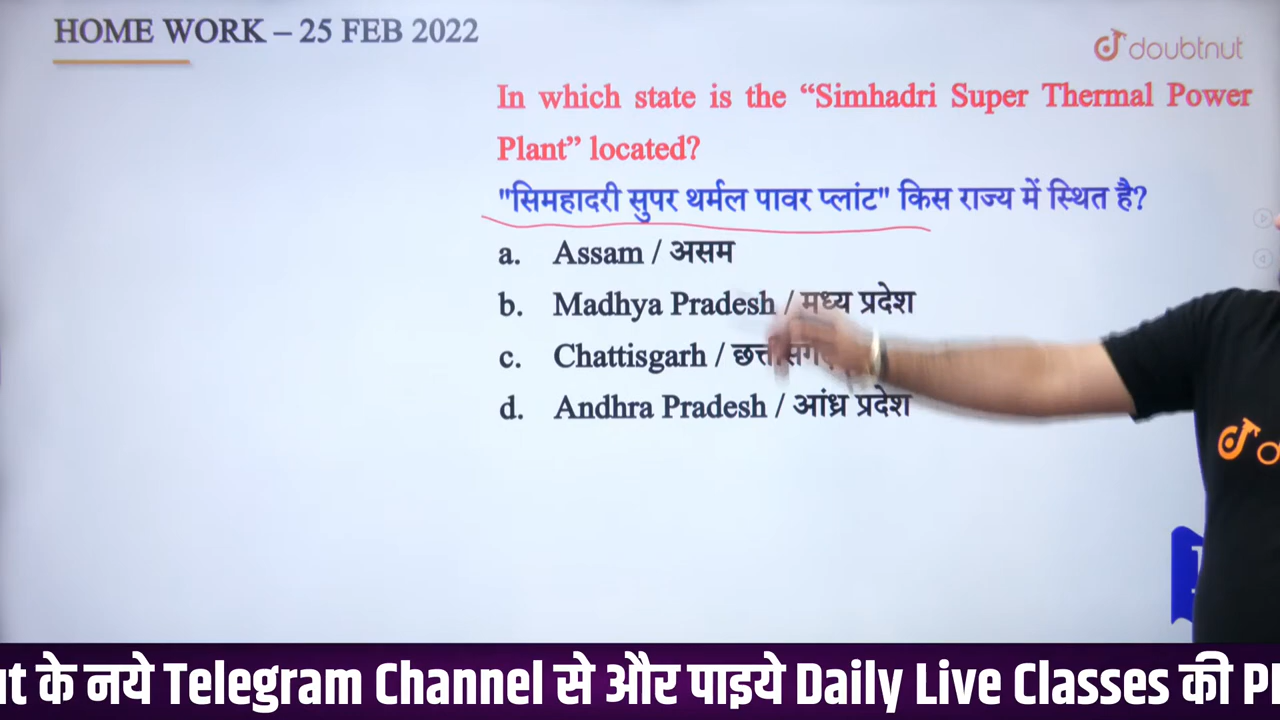 HOME WORK – 25 FEB 2022
doubtnut
In which state is the “Simhadri Super Thermal Power
Plant” located?
"सिमहादरी सुपर थर्मल पावर प्लांट" किस राज्य में स्थित है?
a. Assam / असम
b. Madhya Pradesh / मध्य प्रदेश
c. Chattisgarh /
d. Andhra Pradesh / आंध्र प्रदेश
के नये Telegram Channel से और पाइये Daily Live Classes की